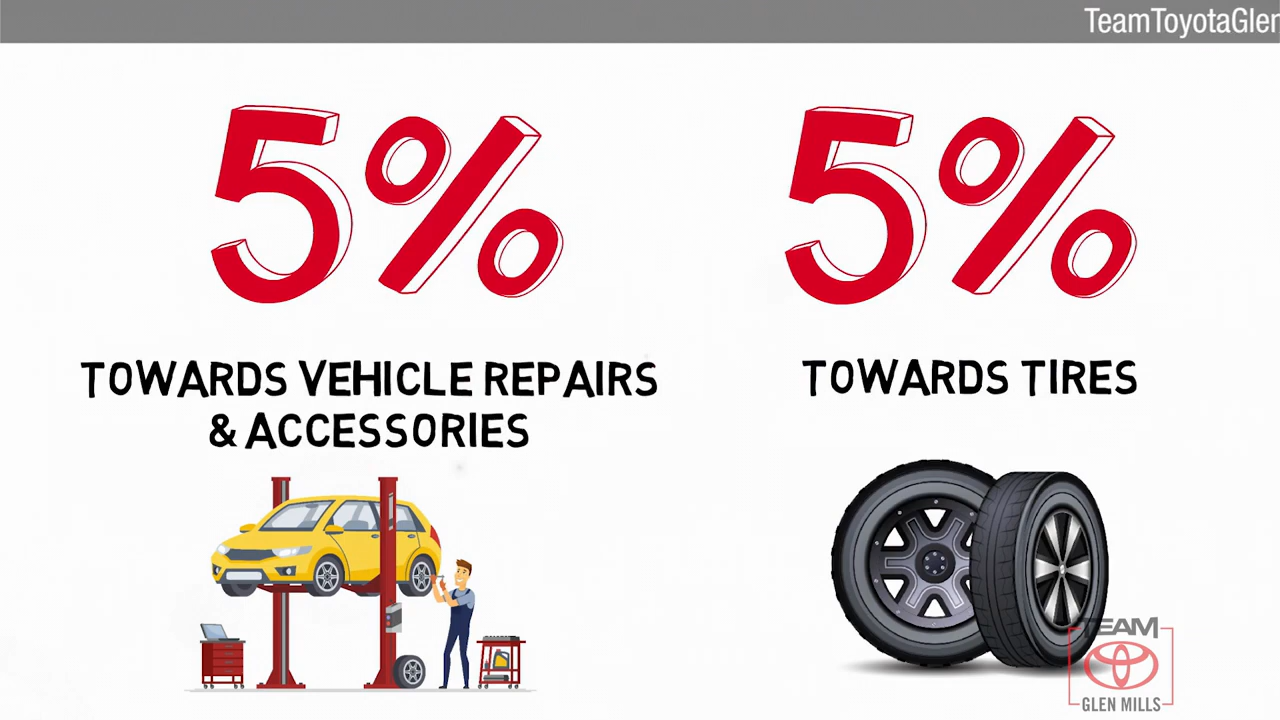 TeamToyotaGler
5% 5%
TOWARDS VEHICLE REPAIRS
& ACCESSORIES
TOWARDS TIRES
TEAM
GLEN MILLS